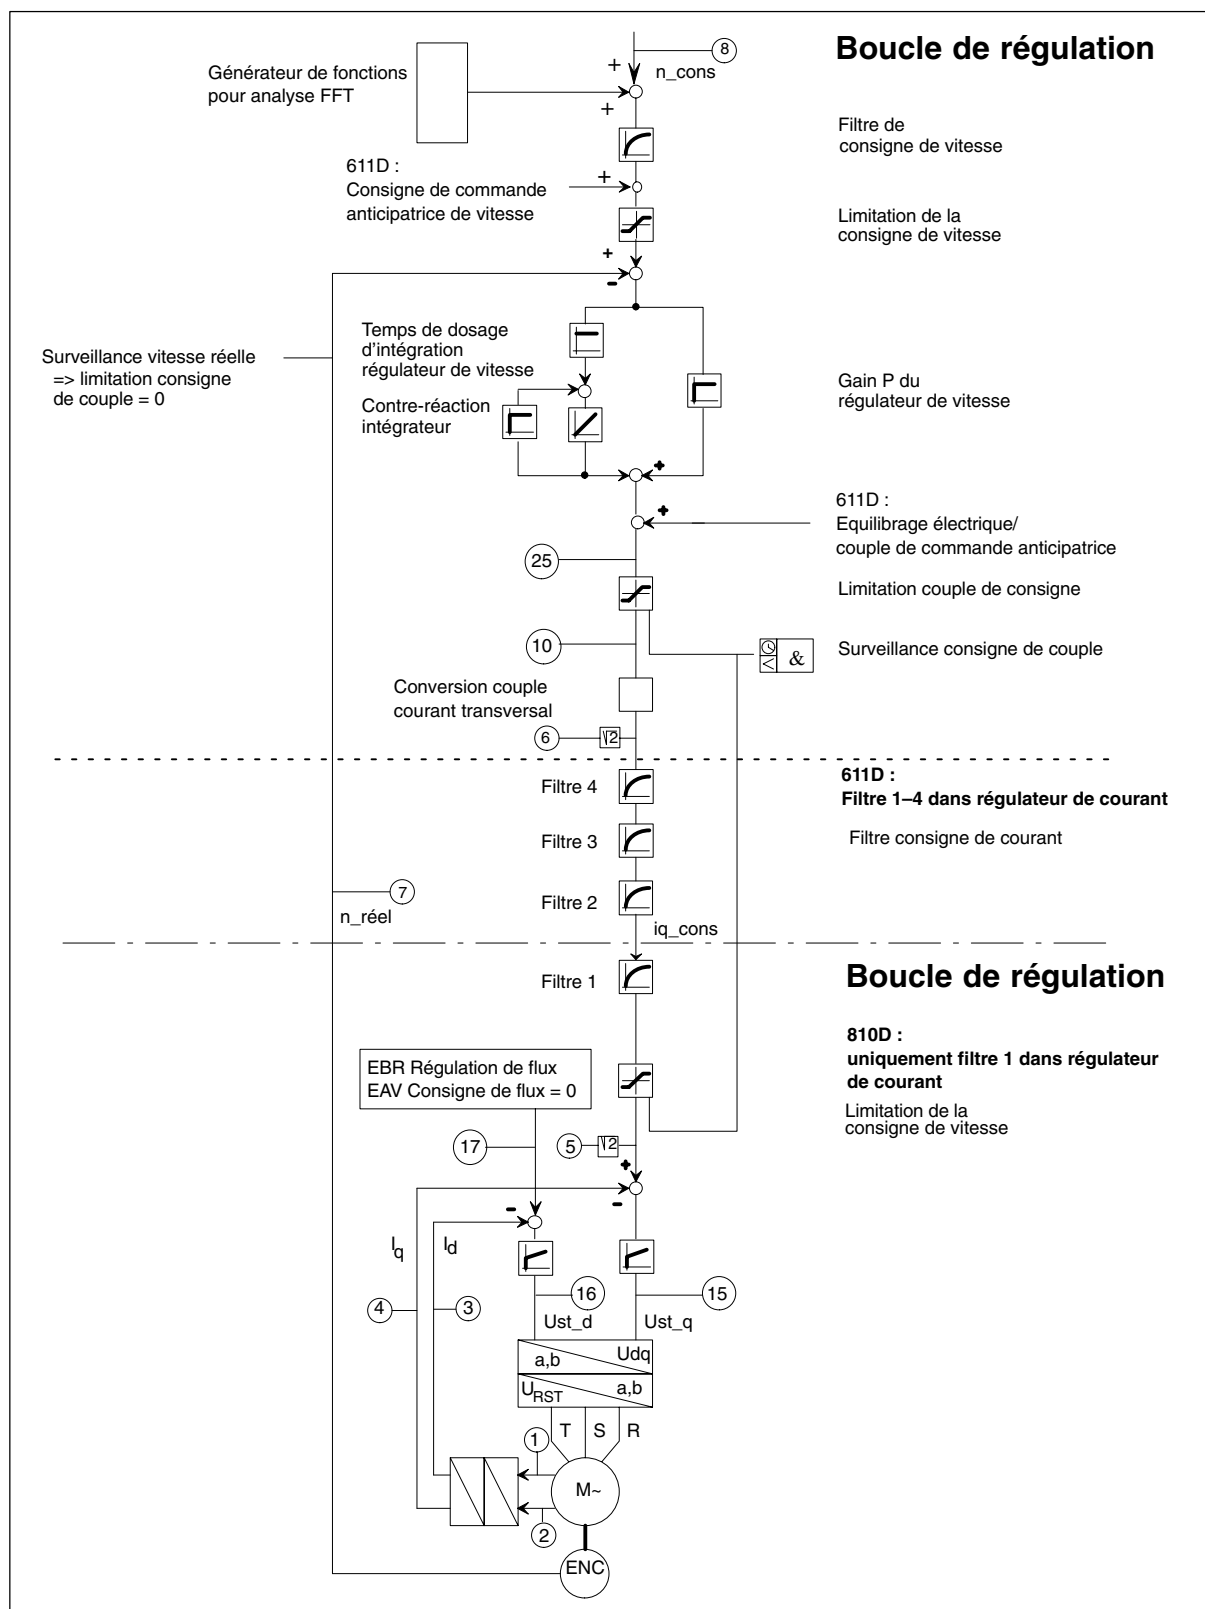 Boucle de régulation
8
+
n_cons
Générateur de fonctions
pour analyse FFT
+
Filtre de
consigne de vitesse
611D :
Consigne de commande
anticipatrice de vitesse
+
Limitation de la
consigne de vitesse
+
–
Surveillance vitesse réelle
=> limitation consigne
de couple = 0
Temps de dosage
d'intégration
régulateur de vitesse
Contre-réaction
intégrateur
Gain P du
régulateur de vitesse
+
+
611D :
Equilibrage électrique/
couple de commande anticipatrice
25
Limitation couple de consigne
10
< &
Surveillance consigne de couple
Conversion couple
courant transversal
6
√2
Filtre 4
611D :
Filtre 1–4 dans régulateur de courant
Filtre 3
Filtre consigne de courant
7
n_réel
Filtre 2
iq_cons
Filtre 1
Boucle de régulation
810D :
uniquement filtre 1 dans régulateur
de courant
Limitation de la
consigne de vitesse
EBR Régulation de flux
EAV Consigne de flux = 0
17
5
√2
+
–
–
Iq
Id
4
3
16
15
Ust_d
Ust_q
a,b
Udq
URST
a,b
T
S
R
1
M~
2
ENC